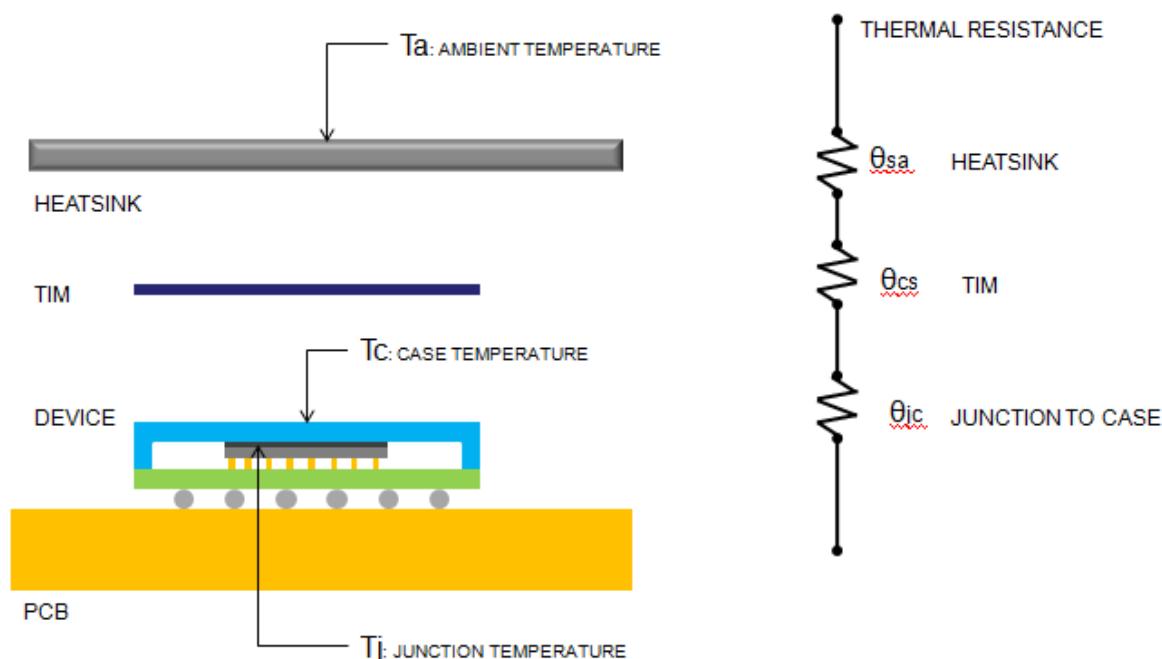 Ta: AMBIENT TEMPERATURE
THERMAL RESISTANCE
θsa HEATSINK
HEATSINK
TIM
θcs TIM
Tc: CASE TEMPERATURE
DEVICE
θjc JUNCTION TO CASE
PCB
Tj: JUNCTION TEMPERATURE